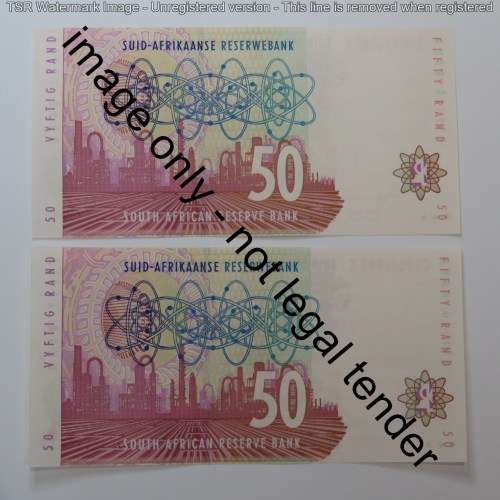 TSR Watermark Image - Unregistered version - This line is removed when registered
SUID-AFRIKAANSE RESERWEBANK
VYFTIG RAND
50
FIFTY RAND
50
50
SOUTH AFRICAN RESERVE BANK
image only - not legal tender
SUID-AFRIKAANSE RESERWEBANK
VYFTIG RAND
50
FIFTY RAND
50
50
SOUTH AFRICAN RESERVE BANK